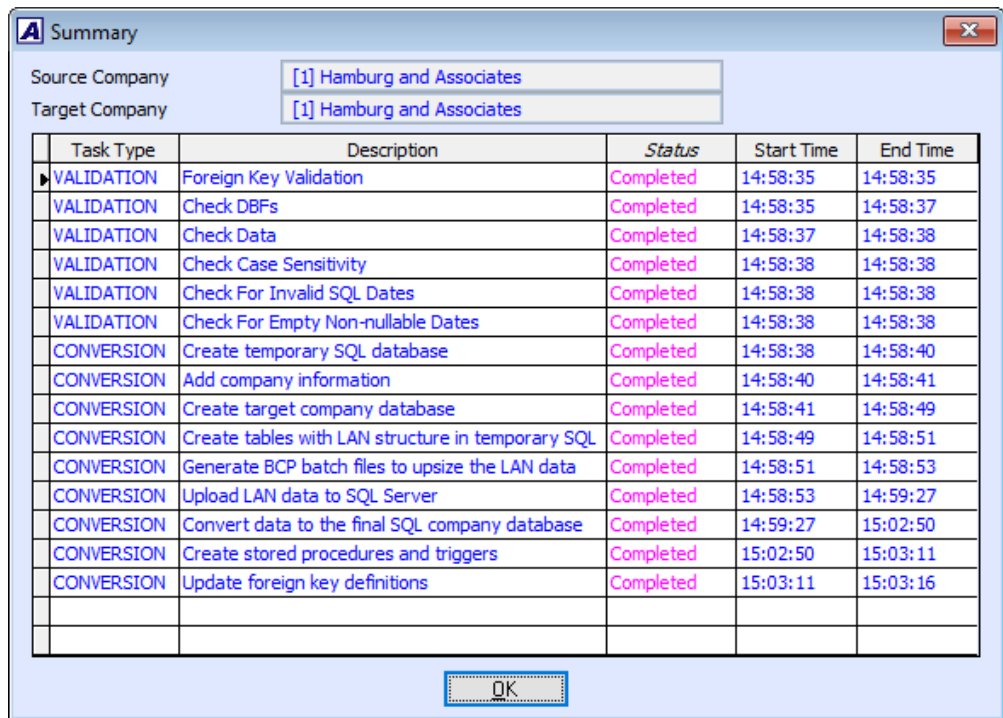 A Summary
Source Company [1] Hamburg and Associates
Target Company [1] Hamburg and Associates
Task Type Description Status Start Time End Time
VALIDATION Foreign Key Validation Completed 14:58:35 14:58:35
VALIDATION Check DBFs Completed 14:58:35 14:58:37
VALIDATION Check Data Completed 14:58:37 14:58:38
VALIDATION Check Case Sensitivity Completed 14:58:38 14:58:38
VALIDATION Check For Invalid SQL Dates Completed 14:58:38 14:58:38
VALIDATION Check For Empty Non-nullable Dates Completed 14:58:38 14:58:38
CONVERSION Create temporary SQL database Completed 14:58:38 14:58:40
CONVERSION Add company information Completed 14:58:40 14:58:41
CONVERSION Create target company database Completed 14:58:41 14:58:49
CONVERSION Create tables with LAN structure in temporary SQL Completed 14:58:49 14:58:51
CONVERSION Generate BCP batch files to upsize the LAN data Completed 14:58:51 14:58:53
CONVERSION Upload LAN data to SQL Server Completed 14:58:53 14:59:27
CONVERSION Convert data to the final SQL company database Completed 14:59:27 15:02:50
CONVERSION Create stored procedures and triggers Completed 15:02:50 15:03:11
CONVERSION Update foreign key definitions Completed 15:03:11 15:03:16
OK